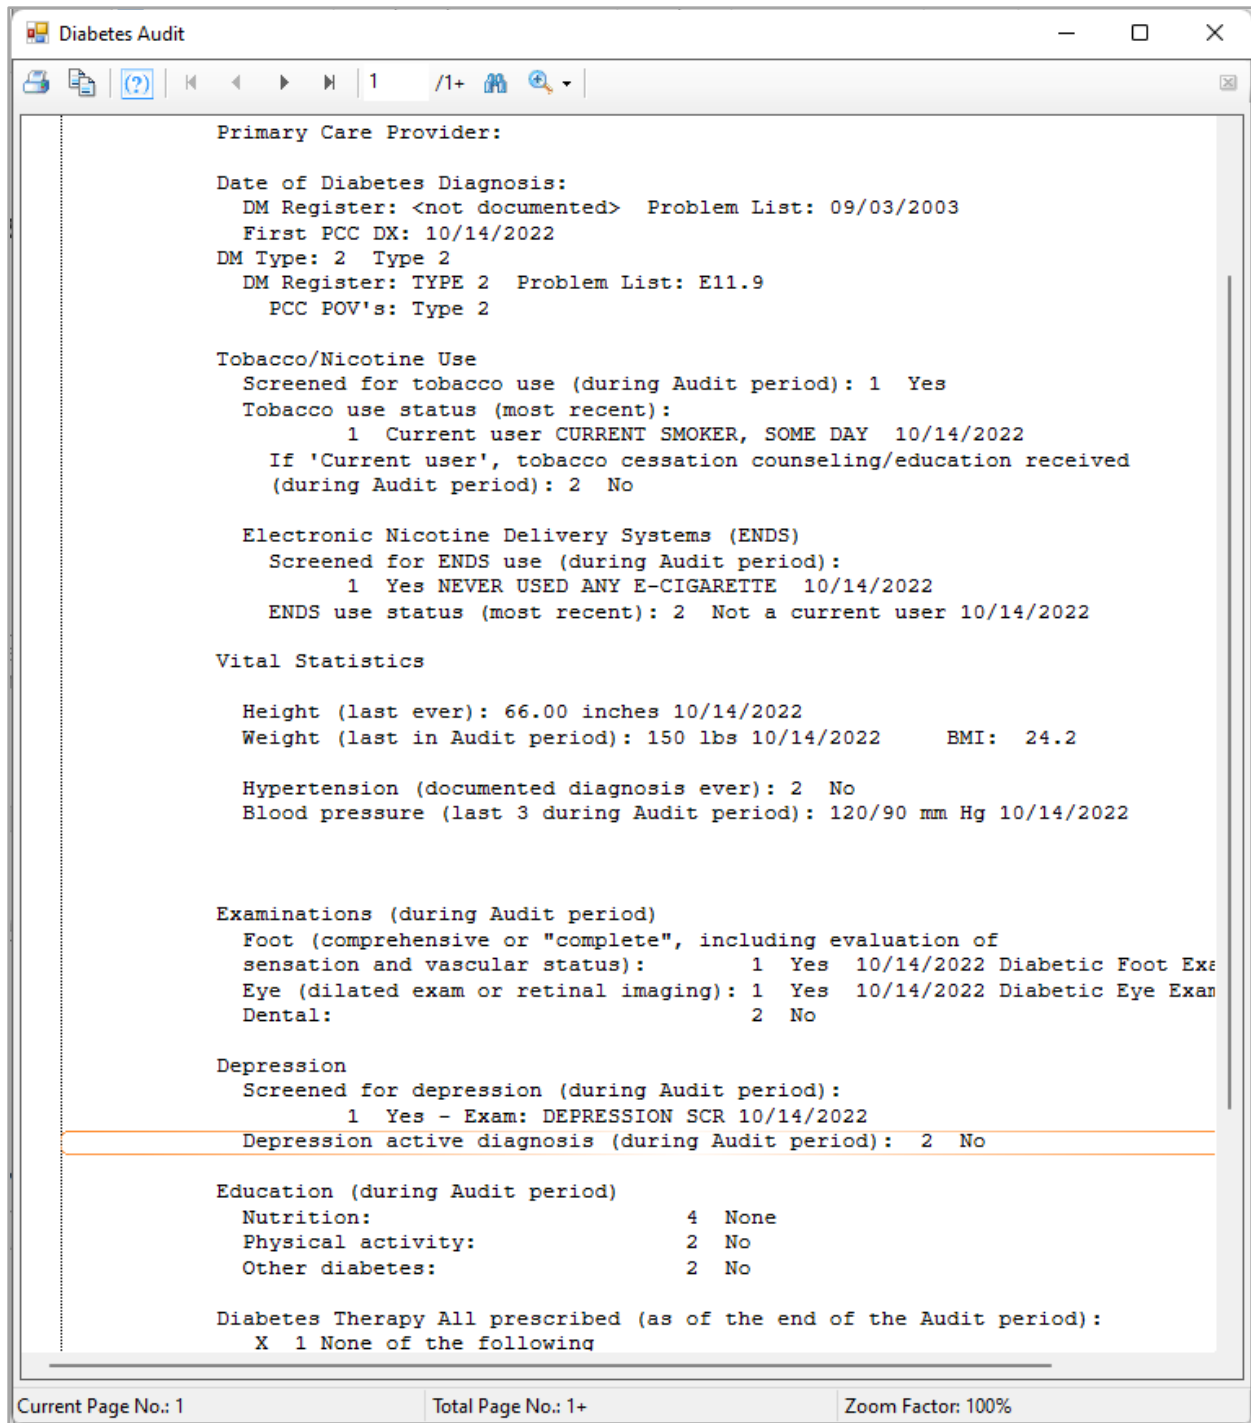 Diabetes Audit
(?) 1 /1+
Primary Care Provider:
Date of Diabetes Diagnosis:
DM Register: <not documented>  Problem List: 09/03/2003
First PCC DX: 10/14/2022
DM Type: 2  Type 2
DM Register: TYPE 2  Problem List: E11.9
PCC POV's: Type 2
Tobacco/Nicotine Use
Screened for tobacco use (during Audit period): 1  Yes
Tobacco use status (most recent):
1  Current user CURRENT SMOKER, SOME DAY  10/14/2022
If 'Current user', tobacco cessation counseling/education received
(during Audit period): 2  No
Electronic Nicotine Delivery Systems (ENDS)
Screened for ENDS use (during Audit period):
1  Yes NEVER USED ANY E-CIGARETTE  10/14/2022
ENDS use status (most recent): 2  Not a current user 10/14/2022
Vital Statistics
Height (last ever): 66.00 inches 10/14/2022
Weight (last in Audit period): 150 lbs 10/14/2022     BMI:  24.2
Hypertension (documented diagnosis ever): 2  No
Blood pressure (last 3 during Audit period): 120/90 mm Hg 10/14/2022
Examinations (during Audit period)
Foot (comprehensive or "complete", including evaluation of
sensation and vascular status):        1  Yes  10/14/2022 Diabetic Foot Exa
Eye (dilated exam or retinal imaging): 1  Yes  10/14/2022 Diabetic Eye Exam
Dental:                                2  No
Depression
Screened for depression (during Audit period):
1  Yes - Exam: DEPRESSION SCR 10/14/2022
Depression active diagnosis (during Audit period):  2  No
Education (during Audit period)
Nutrition:                        4  None
Physical activity:                2  No
Other diabetes:                   2  No
Diabetes Therapy All prescribed (as of the end of the Audit period):
X  1 None of the following
Current Page No.: 1  Total Page No.: 1+  Zoom Factor: 100%